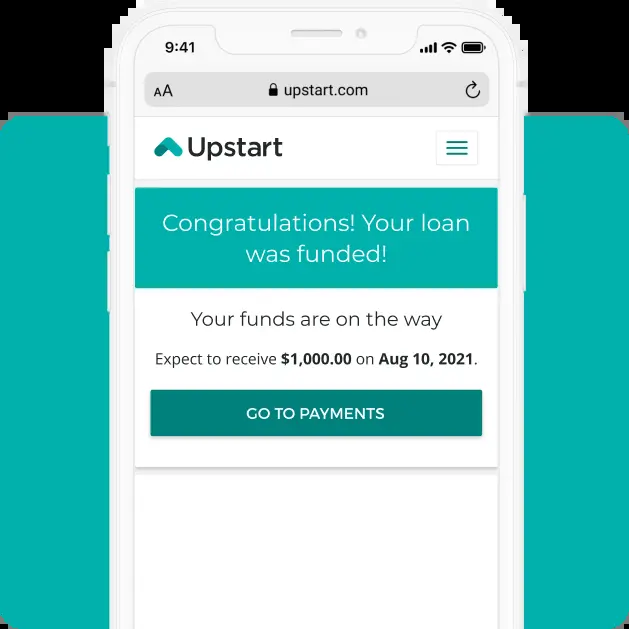 9:41
AA upstart.com
Upstart
Congratulations! Your loan
was funded!
Your funds are on the way
Expect to receive $1,000.00 on Aug 10, 2021.
GO TO PAYMENTS